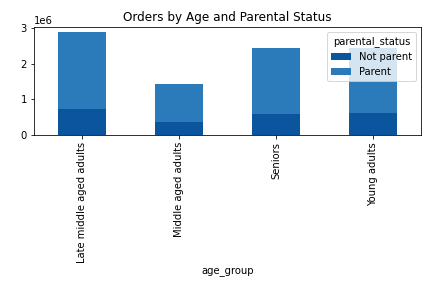 Orders by Age and Parental Status
1e6
3
2
1
0
parental_status
Not parent
Parent
Late middle aged adults
Middle aged adults
Seniors
Young adults
age_group